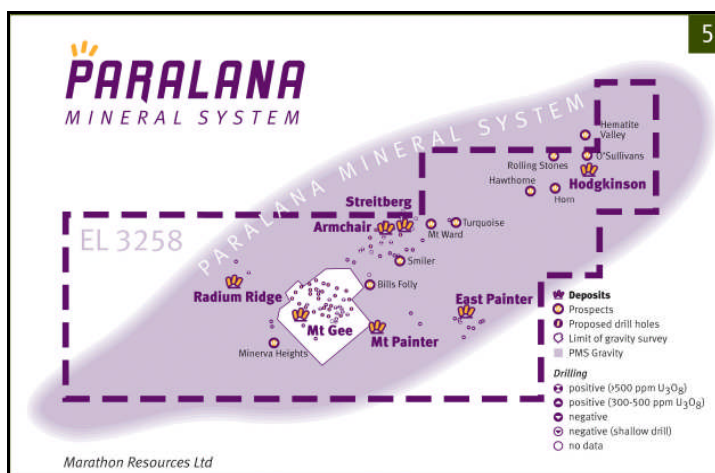 5
PARALANA
MINERAL SYSTEM
PARALANA MINERAL SYSTEM
Hematite
Valley
Rolling Stones
O'Sullivans
Hawthorne
Hodgkinson
Horn
Streitberg
Armchair
Turquoise
Mt Ward
EL 3258
Smiler
Bills Folly
Radium Ridge
East Painter
Mt Gee
Mt Painter
Minerva Heights
Deposits
Prospects
Proposed drill holes
Limit of gravity survey
PMS Gravity
Drilling
positive (>500 ppm U3O8)
positive (300-500 ppm U3O8)
negative
negative (shallow drill)
no data
Marathon Resources Ltd